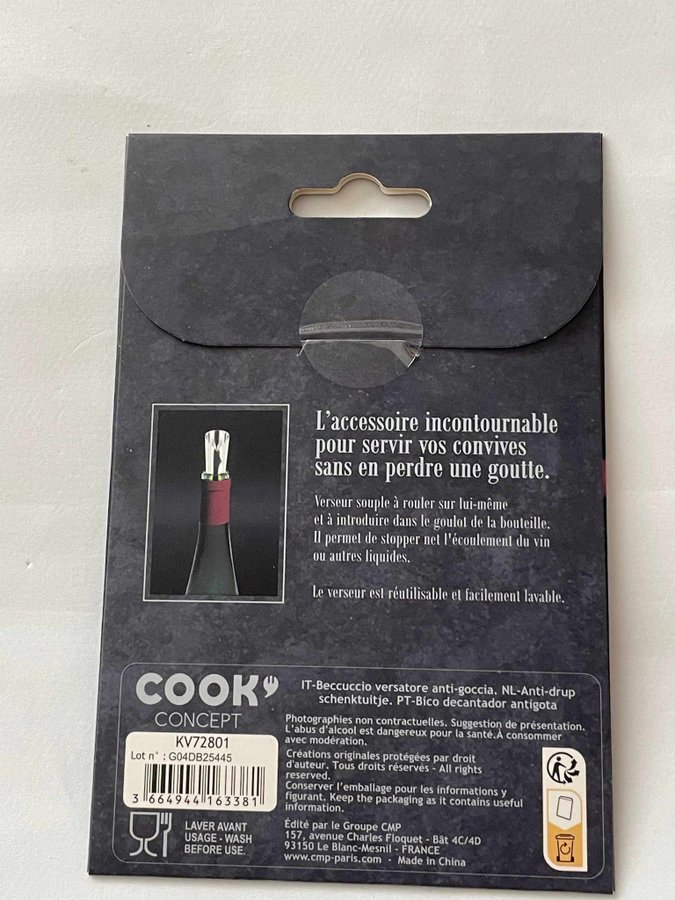 L'accessoire incontournable
pour servir vos convives
sans en perdre une goutte.
Verseur souple à rouler sur lui-même
et à introduire dans le goulot de la bouteille.
Il permet de stopper net l'écoulement du vin
ou autres liquides.
Le verseur est réutilisable et facilement lavable.
COOK'
CONCEPT
KV72801
Lot n° : G04DB25445
3 664944 163381
LAVER AVANT
USAGE - WASH
BEFORE USE.
IT-Beccuccio versatore anti-goccia. NL-Anti-drup
schenktuitje. PT-Bico decantador antigota
Photographies non contractuelles. Suggestion de présentation.
L'abus d'alcool est dangereux pour la santé.À consommer
avec modération.
Créations originales protégées par droit
d'auteur. Tous droits réservés - All rights
reserved.
Conserver l'emballage pour les informations y
figurant. Keep the packaging as it contains useful
information.
Édité par le Groupe CMP
157, avenue Charles Floquet - Bât 4C/4D
93150 Le Blanc-Mesnil - FRANCE
www.cmp-paris.com - Made in China